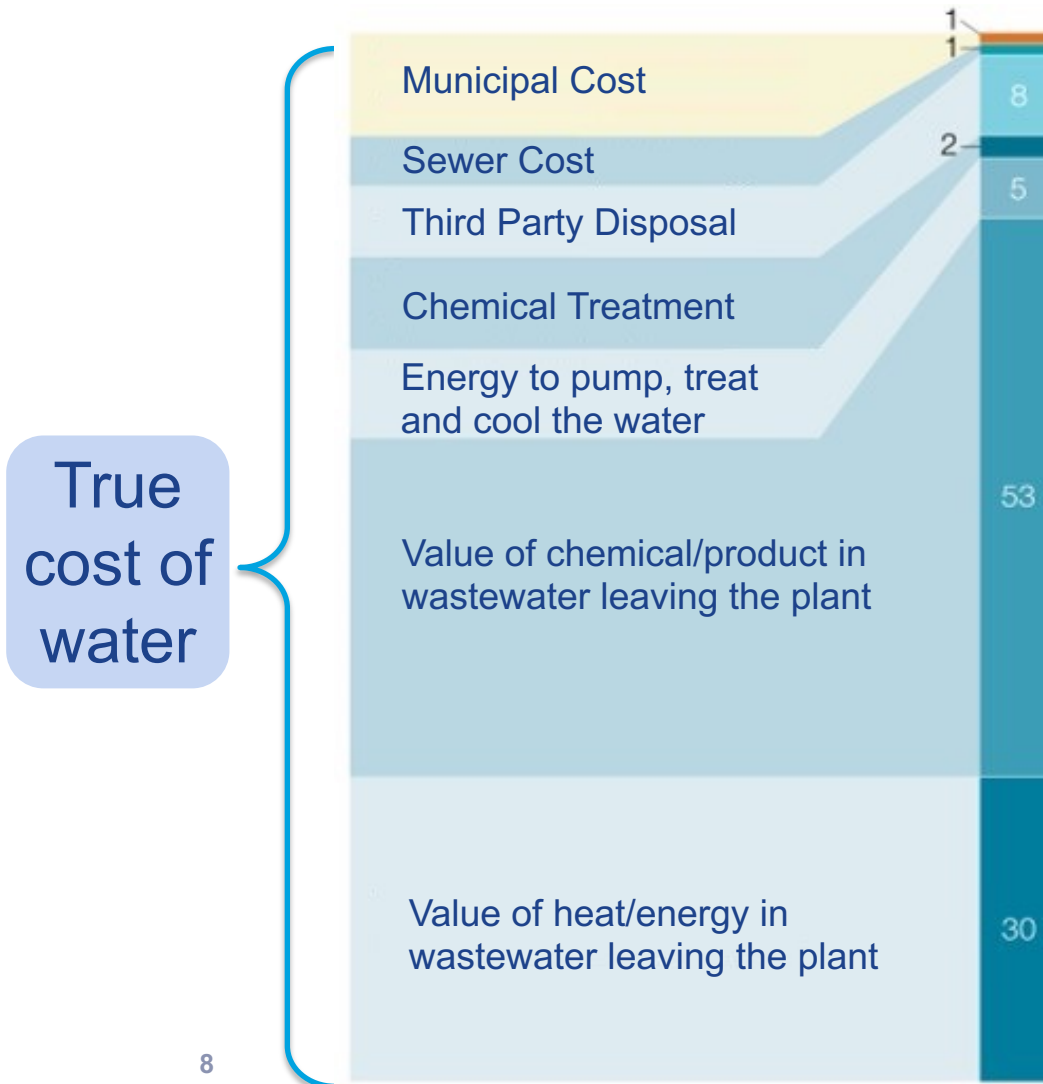 True
cost of
water
Municipal Cost
Sewer Cost
Third Party Disposal
Chemical Treatment
Energy to pump, treat
and cool the water
Value of chemical/product in
wastewater leaving the plant
Value of heat/energy in
wastewater leaving the plant
1
1
8
2
5
53
30
8